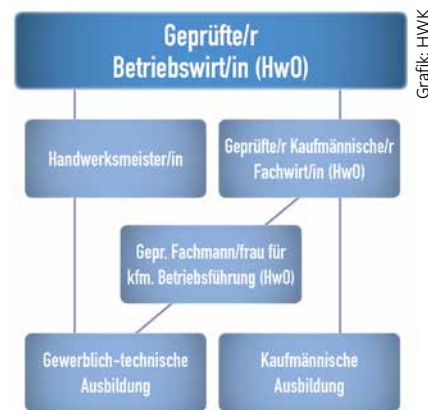 Geprüfte/r
Betriebswirt/in (HwO)
Grafik: HWK
Handwerksmeister/in
Geprüfte/r Kaufmännische/r
Fachwirt/in (HwO)
Gepr. Fachmann/frau für
kfm. Betriebsführung (HwO)
Gewerblich-technische
Ausbildung
Kaufmännische
Ausbildung